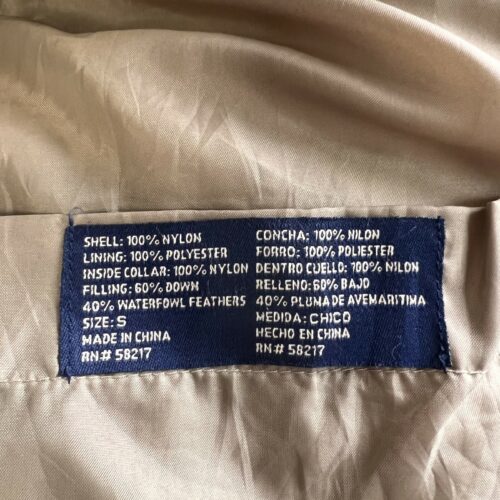 SHELL: 100% NYLON
LINING: 100% POLYESTER
INSIDE COLLAR: 100% NYLON
FILLING: 60% DOWN
40% WATERFOWL FEATHERS
SIZE: S
MADE IN CHINA
RN# 58217
CONCHA: 100% NILON
FORRO: 100% POLIESTER
DENTRO CUELLO: 100% NILON
RELLENO: 60% BAJO
40% PLUMA DE AVEMARITIMA
MEDIDA: CHICO
HECHO EN CHINA
RN# 58217